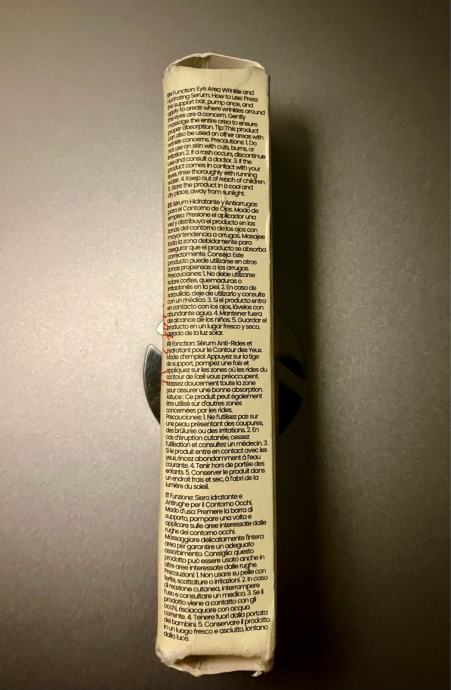 EN Function: Eye Area Wrinkle and
Hydrating Serum. How to use: Press
the support bar, pump once, and
apply to areas where wrinkles around
the eyes are a concern. Gently
massage the entire area to ensure
proper absorption. Tip: This product
can also be used on other areas with
wrinkle concerns. Precautions: 1. Do
not use on skin with cuts, burns, or
irritation. 2. If a rash occurs, discontinue
use and consult a doctor. 3. If the
product comes in contact with your
eyes, rinse thoroughly with running
water. 4. Keep out of reach of children.
5. Store the product in a cool and
dry place, away from sunlight.
ES Sérum Hidratante y Antiarrugas
para el Contorno de Ojos. Modo de
empleo: Presione el aplicador una
vez y distribuya el producto en las
zonas del contorno de los ojos con
mayor tendencia a arrugas. Masajee
toda la zona debidamente para
asegurar que el producto se absorba
correctamente. Consejo: Este
producto puede utilizarse en otras
zonas propensas a las arrugas.
Precauciones: 1. No debe utilizarse
sobre cortes, quemaduras o
irritaciones en la piel. 2. En caso de
sarpullido, deje de utilizarlo y consulte
con un médico. 3. Si el producto entra
en contacto con los ojos, lávelos con
abundante agua. 4. Mantener fuera
del alcance de los niños. 5. Guardar el
producto en un lugar fresco y seco,
alejado de la luz solar.
FR Fonction: Sérum Anti-Rides et
Hydratant pour le Contour des Yeux.
Mode d'emploi: Appuyez sur la tige
de support, pompez une fois et
appliquez sur les zones où les rides du
contour de l'œil vous préoccupent.
Massez doucement toute la zone
pour assurer une bonne absorption.
Astuce : Ce produit peut également
être utilisé sur d'autres zones
concernées par les rides.
Precauciones: 1. Ne l'utilisez pas sur
une peau présentant des coupures,
des brûlures ou des irritations. 2. En
cas d'éruption cutanée, cessez
l'utilisation et consultez un médecin. 3.
Si le produit entre en contact avec les
yeux, rincez abondamment à l'eau
courante. 4. Tenir hors de portée des
enfants. 5. Conserver le produit dans
un endroit frais et sec, à l'abri de la
lumière du soleil.
IT Funzione: Siero Idratante e
Antirughe per il Contorno Occhi.
Modo d'uso: Premere la barra di
supporto, pompare una volta e
applicare sulle aree interessate dalle
rughe del contorno occhi.
Massaggiare delicatamente l'intera
area per garantire un adeguato
assorbimento. Consiglio: questo
prodotto può essere usato anche in
altre aree interessate dalle rughe.
Precauzioni: 1. Non usare su pelle con
ferite, scottature o irritazioni. 2. In caso
di reazione cutanea, interrompere
l'uso e consultare un medico. 3. Se il
prodotto viene a contatto con gli
occhi, risciacquare con acqua
corrente. 4. Tenere fuori dalla portata
dei bambini. 5. Conservare il prodotto
in un luogo fresco e asciutto, lontano
dalla luce.